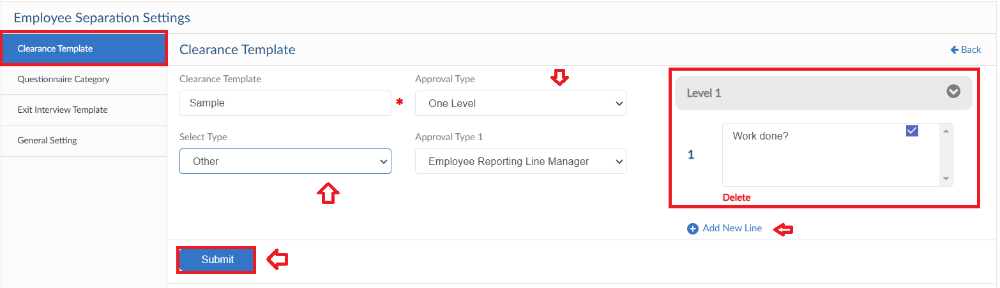 Employee Separation Settings
Clearance Template
Questionnaire Category
Exit Interview Template
General Setting
Clearance Template
Back
Clearance Template
Sample
*
Approval Type
One Level
Select Type
Other
Approval Type 1
Employee Reporting Line Manager
Level 1
1
Work done?
Delete
Add New Line
Submit